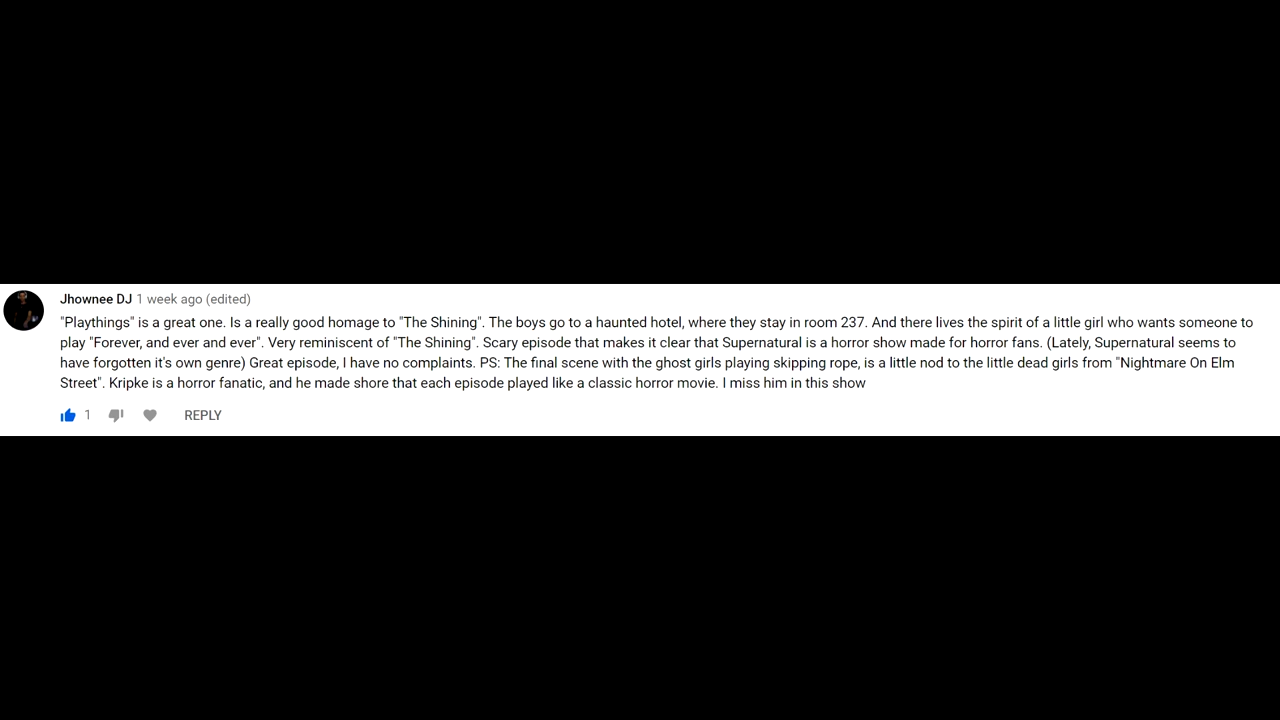 Jhownee DJ 1 week ago (edited)
"Playthings" is a great one. Is a really good homage to "The Shining". The boys go to a haunted hotel, where they stay in room 237. And there lives the spirit of a little girl who wants someone to
play "Forever, and ever and ever". Very reminiscent of "The Shining". Scary episode that makes it clear that Supernatural is a horror show made for horror fans. (Lately, Supernatural seems to
have forgotten it's own genre) Great episode, I have no complaints. PS: The final scene with the ghost girls playing skipping rope, is a little nod to the little dead girls from "Nightmare On Elm
Street". Kripke is a horror fanatic, and he made shore that each episode played like a classic horror movie. I miss him in this show
1 REPLY